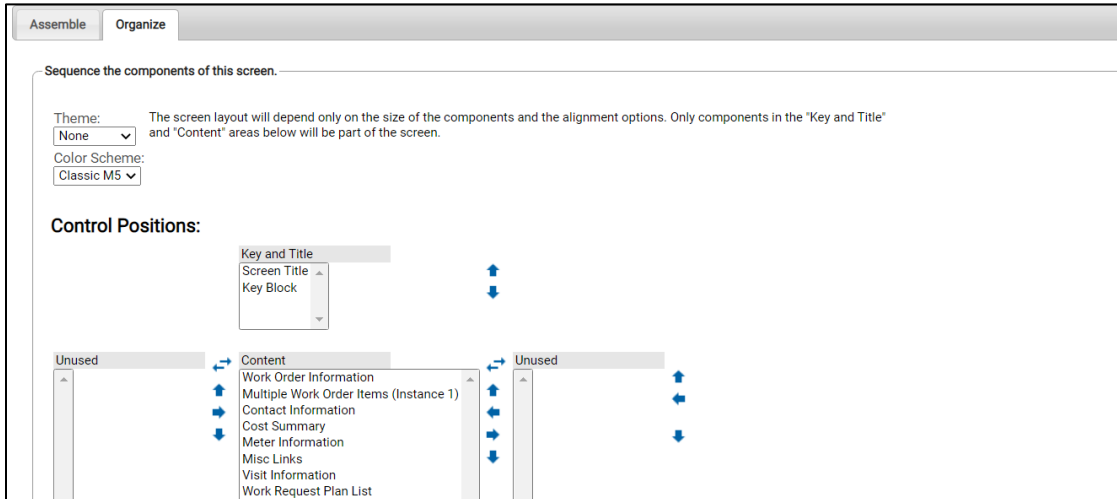 Assemble
Organize
Sequence the components of this screen.
Theme:
The screen layout will depend only on the size of the components and the alignment options. Only components in the "Key and Title"
None
and "Content" areas below will be part of the screen.
Color Scheme:
Classic M5
Control Positions:
Key and Title
Screen Title
Key Block
Unused
Content
Unused
Work Order Information
Multiple Work Order Items (Instance 1)
Contact Information
Cost Summary
Meter Information
Misc Links
Visit Information
Work Request Plan List